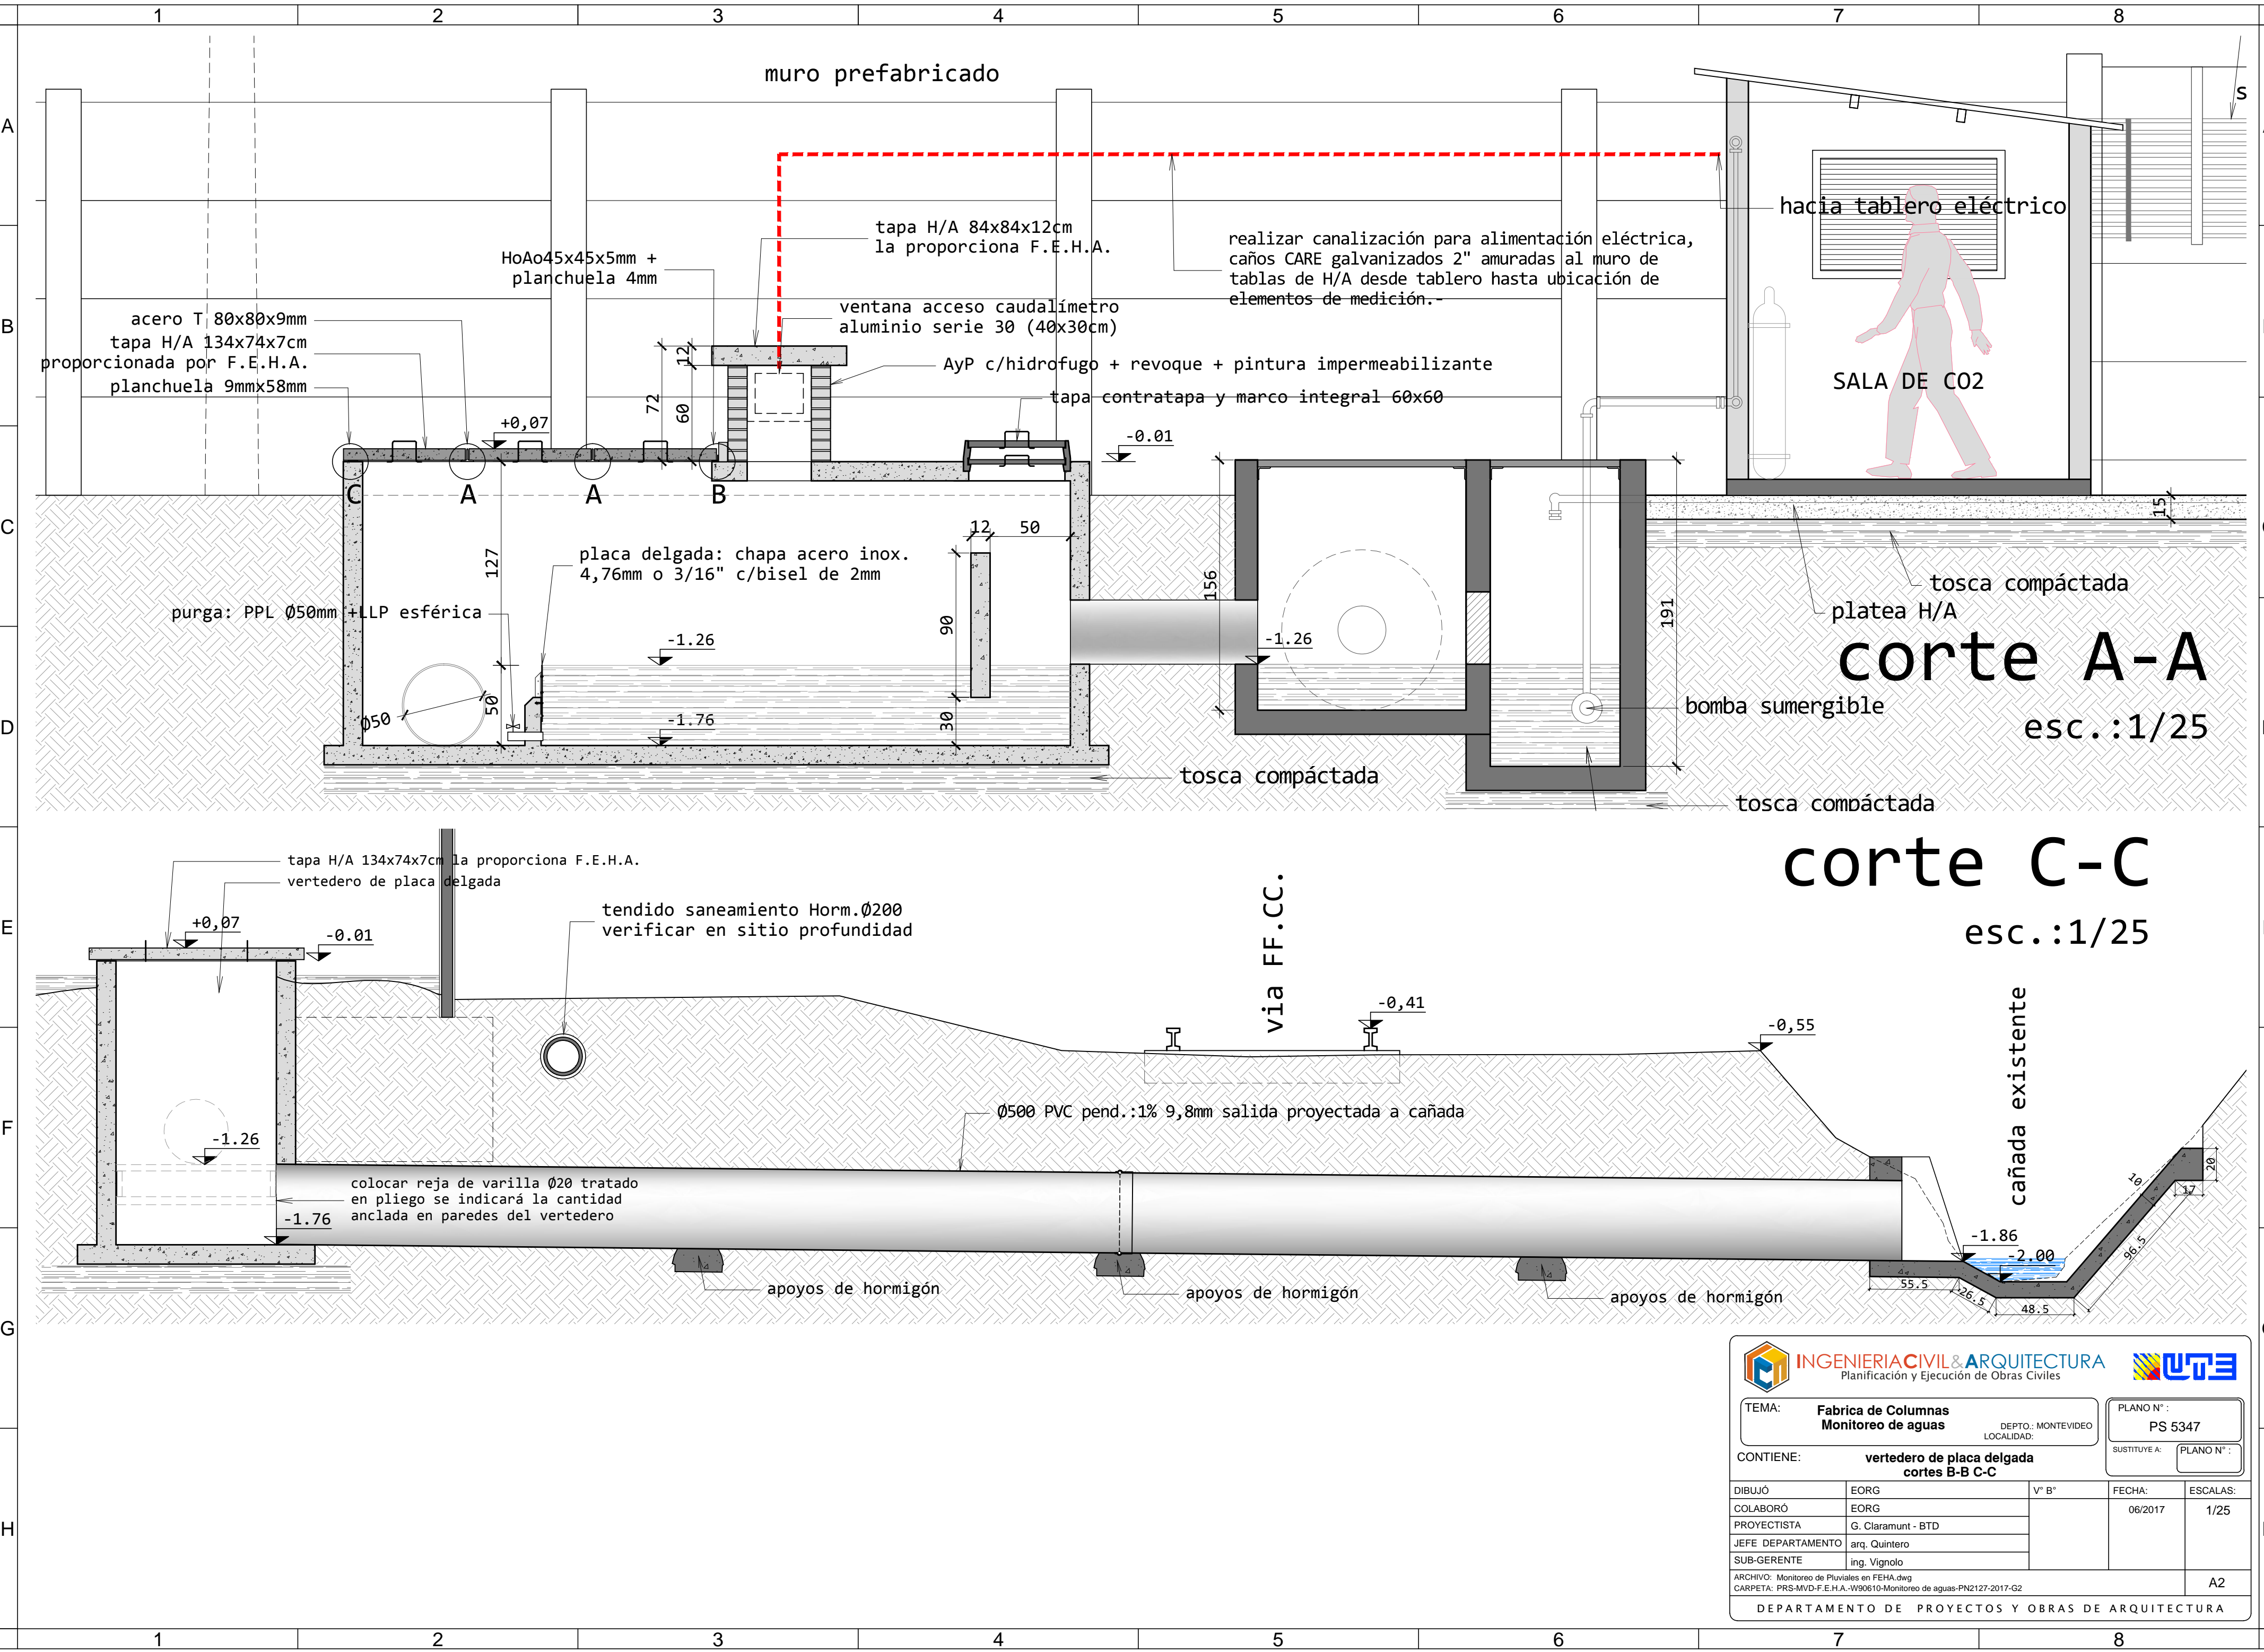 1 2 3 4 5 6 7 8
A
B
C
D
E
F
G
H
muro prefabricado
s
hacia tablero eléctrico
tapa H/A 84x84x12cm
la proporciona F.E.H.A.
realizar canalización para alimentación eléctrica,
caños CARE galvanizados 2" amuradas al muro de
tablas de H/A desde tablero hasta ubicación de
elementos de medición.-
HoAo45x45x5mm +
planchuela 4mm
ventana acceso caudalímetro
aluminio serie 30 (40x30cm)
acero T 80x80x9mm
tapa H/A 134x74x7cm
proporcionada por F.E.H.A.
planchuela 9mmx58mm
AyP c/hidrofugo + revoque + pintura impermeabilizante
tapa contratapa y marco integral 60x60
SALA DE CO2
12
72
60
+0,07
-0.01
C
A
A
B
15
12
50
127
placa delgada: chapa acero inox.
4,76mm o 3/16" c/bisel de 2mm
156
191
tosca compáctada
purga: PPL Ø50mm +LLP esférica
platea H/A
90
-1.26
-1.26
corte A-A
esc.:1/25
Ø50
50
-1.76
30
bomba sumergible
tosca compáctada
tosca compáctada
corte C-C
esc.:1/25
tapa H/A 134x74x7cm la proporciona F.E.H.A.
vertedero de placa delgada
+0,07
-0.01
tendido saneamiento Horm.Ø200
verificar en sitio profundidad
via FF.CC.
-0,41
-0,55
cañada existente
Ø500 PVC pend.:1% 9,8mm salida proyectada a cañada
-1.26
colocar reja de varilla Ø20 tratado
en pliego se indicará la cantidad
anclada en paredes del vertedero
-1.76
20
10
17
-1.86
-2.00
96.5
55.5
26.5
48.5
apoyos de hormigón
apoyos de hormigón
apoyos de hormigón
INGENIERIACIVIL&ARQUITECTURA
Planificación y Ejecución de Obras Civiles
UTE
TEMA:
Fabrica de Columnas
Monitoreo de aguas
DEPTO.: MONTEVIDEO
LOCALIDAD:
PLANO N° :
PS 5347
SUSTITUYE A:
PLANO N° :
CONTIENE:
vertedero de placa delgada
cortes B-B C-C
DIBUJÓ EORG V° B° FECHA: ESCALAS:
COLABORÓ EORG 06/2017 1/25
PROYECTISTA G. Claramunt - BTD
JEFE DEPARTAMENTO arq. Quintero
SUB-GERENTE ing. Vignolo
ARCHIVO: Monitoreo de Pluviales en FEHA.dwg
CARPETA: PRS-MVD-F.E.H.A.-W90610-Monitoreo de aguas-PN2127-2017-G2
A2
DEPARTAMENTO DE PROYECTOS Y OBRAS DE ARQUITECTURA
1 2 3 4 5 6 7 8